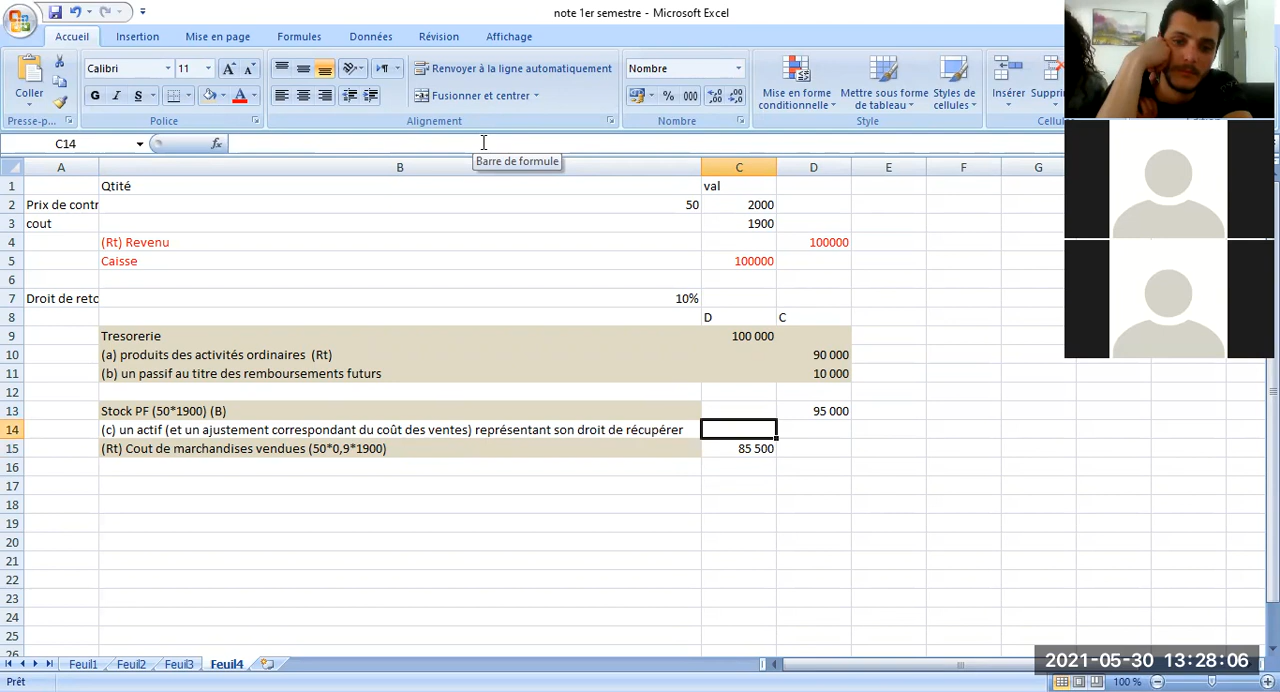 note 1er semestre - Microsoft Excel
Accueil Insertion Mise en page Formules Données Révision Affichage
Coller
Calibri 11
G I S A
Renvoyer à la ligne automatiquement
Fusionner et centrer
Nombre
% 000
Mise en forme conditionnelle
Mettre sous forme de tableau
Styles de cellules
Insérer
Supprir
Presse-p... Police Alignement Nombre Style Cellul
C14 fx
Barre de formule
A B C D E F G
1 Qtité val
2 Prix de contr 50 2000
3 cout 1900
4 (Rt) Revenu 100000
5 Caisse 100000
6
7 Droit de reto 10%
8 D C
9 Tresorerie 100 000
10 (a) produits des activités ordinaires (Rt) 90 000
11 (b) un passif au titre des remboursements futurs 10 000
12
13 Stock PF (50*1900) (B) 95 000
14 (c) un actif (et un ajustement correspondant du coût des ventes) représentant son droit de récupérer
15 (Rt) Cout de marchandises vendues (50*0,9*1900) 85 500
16
17
18
19
20
21
22
23
24
25
26
Feuil1 Feuil2 Feuil3 Feuil4
2021-05-30 13:28:06
Prêt 100 %